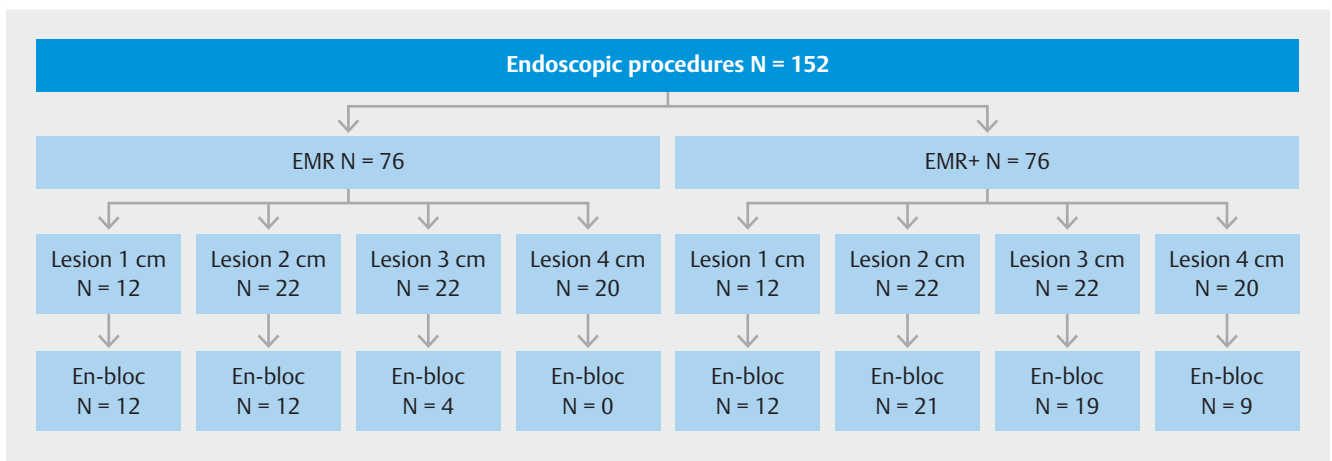 Endoscopic procedures N = 152
EMR N = 76
EMR+ N = 76
Lesion 1 cm
N = 12
Lesion 2 cm
N = 22
Lesion 3 cm
N = 22
Lesion 4 cm
N = 20
Lesion 1 cm
N = 12
Lesion 2 cm
N = 22
Lesion 3 cm
N = 22
Lesion 4 cm
N = 20
En-bloc
N = 12
En-bloc
N = 12
En-bloc
N = 4
En-bloc
N = 0
En-bloc
N = 12
En-bloc
N = 21
En-bloc
N = 19
En-bloc
N = 9